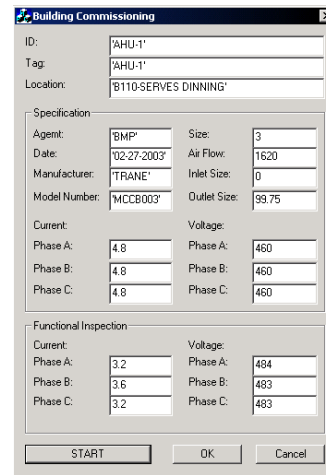 Building Commissioning
ID: 'AHU-1'
Tag: 'AHU-1'
Location: 'B110-SERVES DINNING'
Specification
Agemt: 'BMP' Size: 3
Date: '02-27-2003' Air Flow: 1620
Manufacturer: 'TRANE' Inlet Size: 0
Model Number: 'MCCB003' Outlet Size: 99.75
Current: Voltage:
Phase A: 4.8 Phase A: 460
Phase B: 4.8 Phase B: 460
Phase C: 4.8 Phase C: 460
Functional Inspection
Current: Voltage:
Phase A: 3.2 Phase A: 484
Phase B: 3.6 Phase B: 483
Phase C: 3.2 Phase C: 483
START OK Cancel